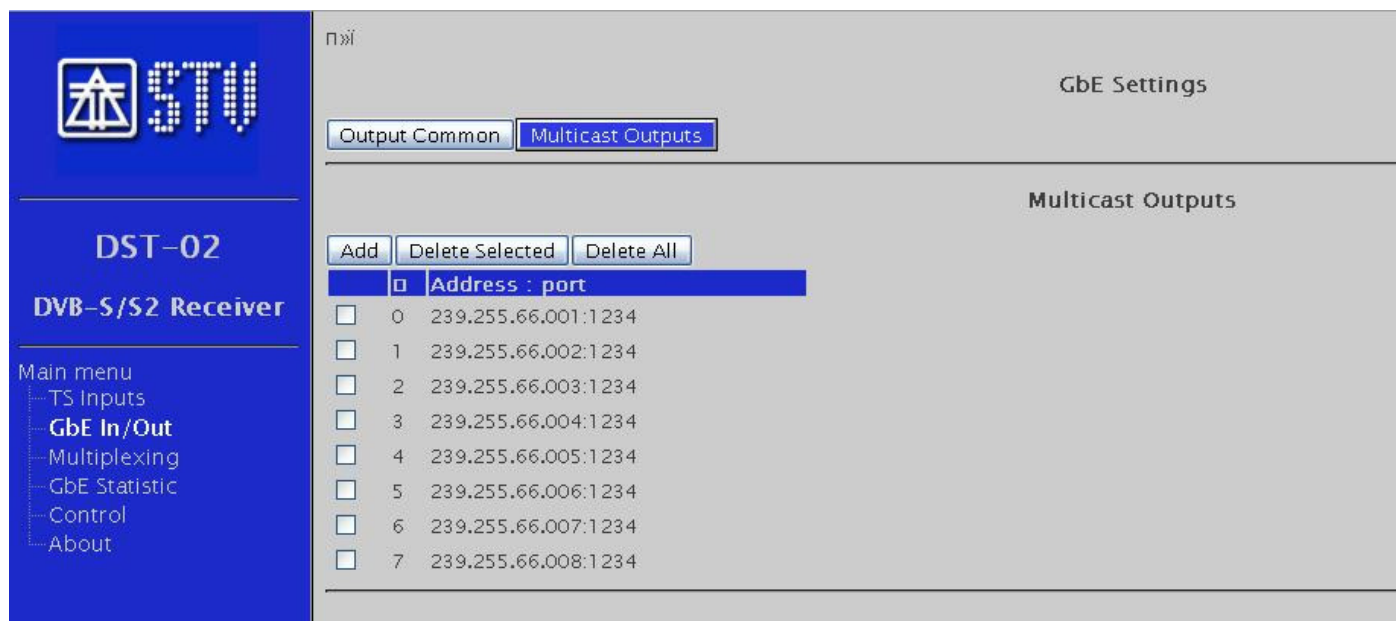 STV
DST-02
DVB-S/S2 Receiver
Main menu
TS Inputs
GbE In/Out
Multiplexing
GbE Statistic
Control
About
п»ї
GbE Settings
Output Common
Multicast Outputs
Multicast Outputs
Add Delete Selected Delete All
Address : port
0 239.255.66.001:1234
1 239.255.66.002:1234
2 239.255.66.003:1234
3 239.255.66.004:1234
4 239.255.66.005:1234
5 239.255.66.006:1234
6 239.255.66.007:1234
7 239.255.66.008:1234